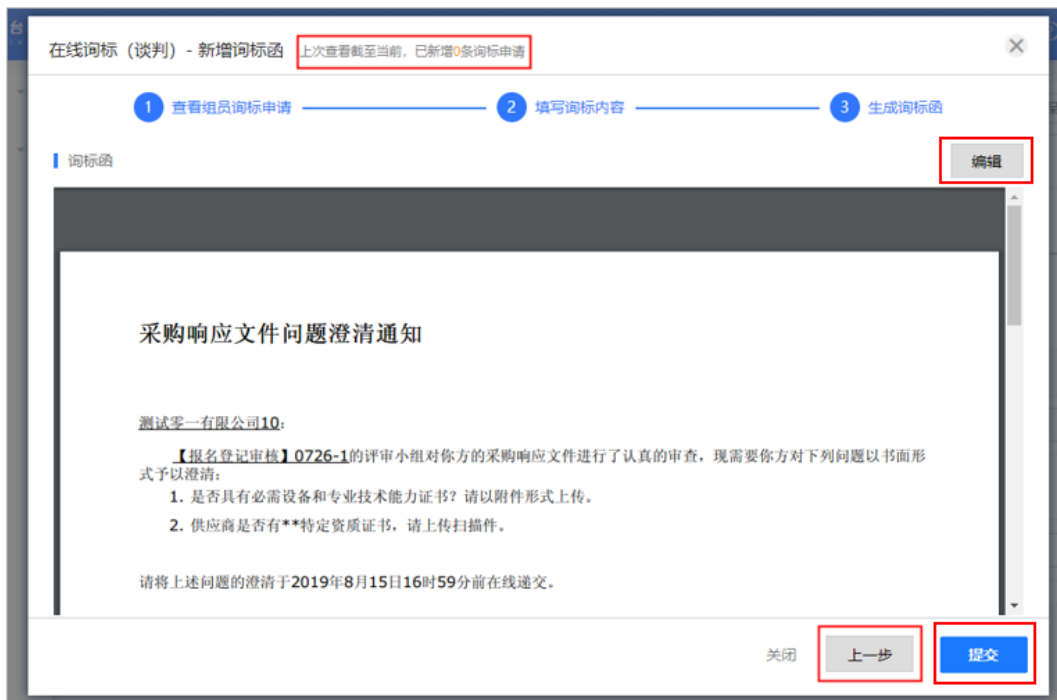 台
在线询标（谈判）- 新增询标函 上次查看截至当前，已新增0条询标申请
1 查看组员询标申请 2 填写询标内容 3 生成询标函
询标函 编辑
采购响应文件问题澄清通知
测试零一有限公司10：
【报名登记审核】0726-1的评审小组对你方的采购响应文件进行了认真的审查，现需要你方对下列问题以书面形
式予以澄清：
1. 是否具有必需设备和专业技术能力证书？请以附件形式上传。
2. 供应商是否有**特定资质证书，请上传扫描件。
请将上述问题的澄清于2019年8月15日16时59分前在线递交。
关闭 上一步 提交